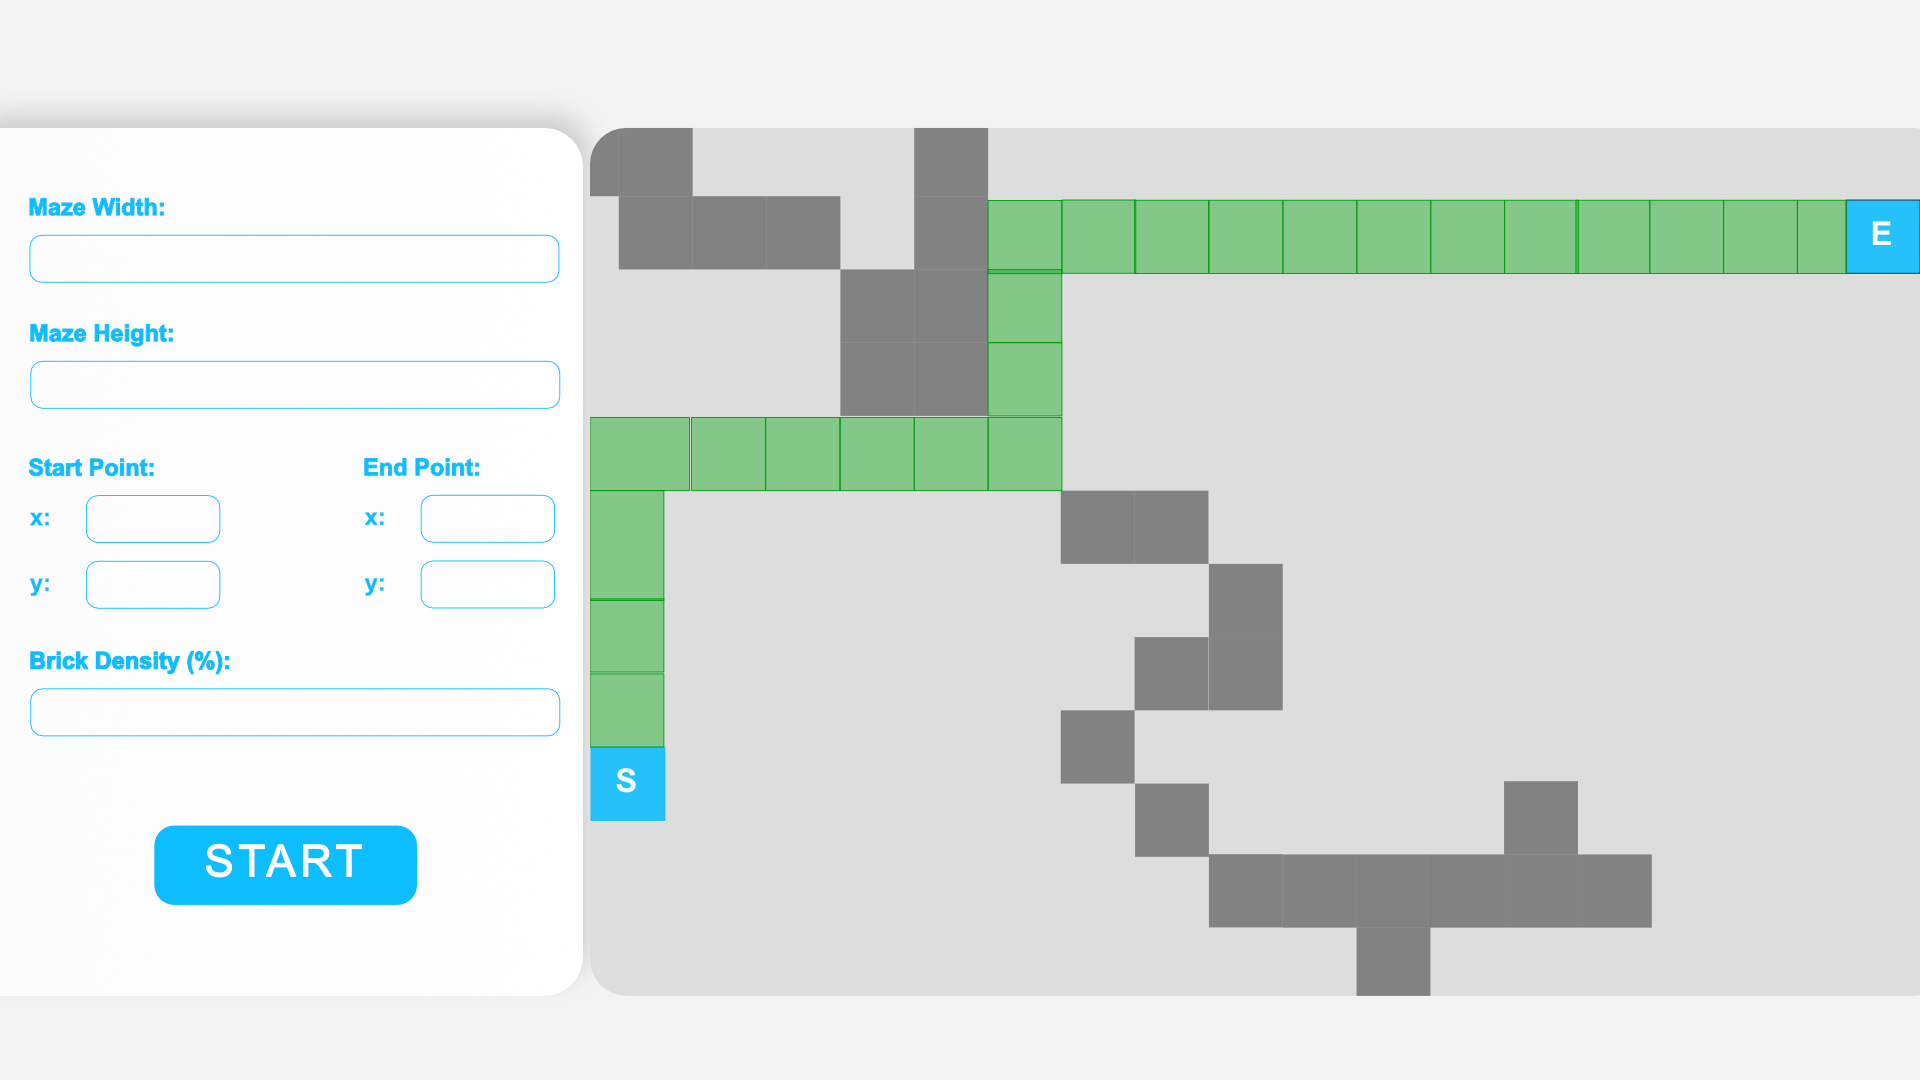 Maze Width:
Maze Height:
Start Point:
End Point:
x:
x:
y:
y:
Brick Density (%):
START
E
S